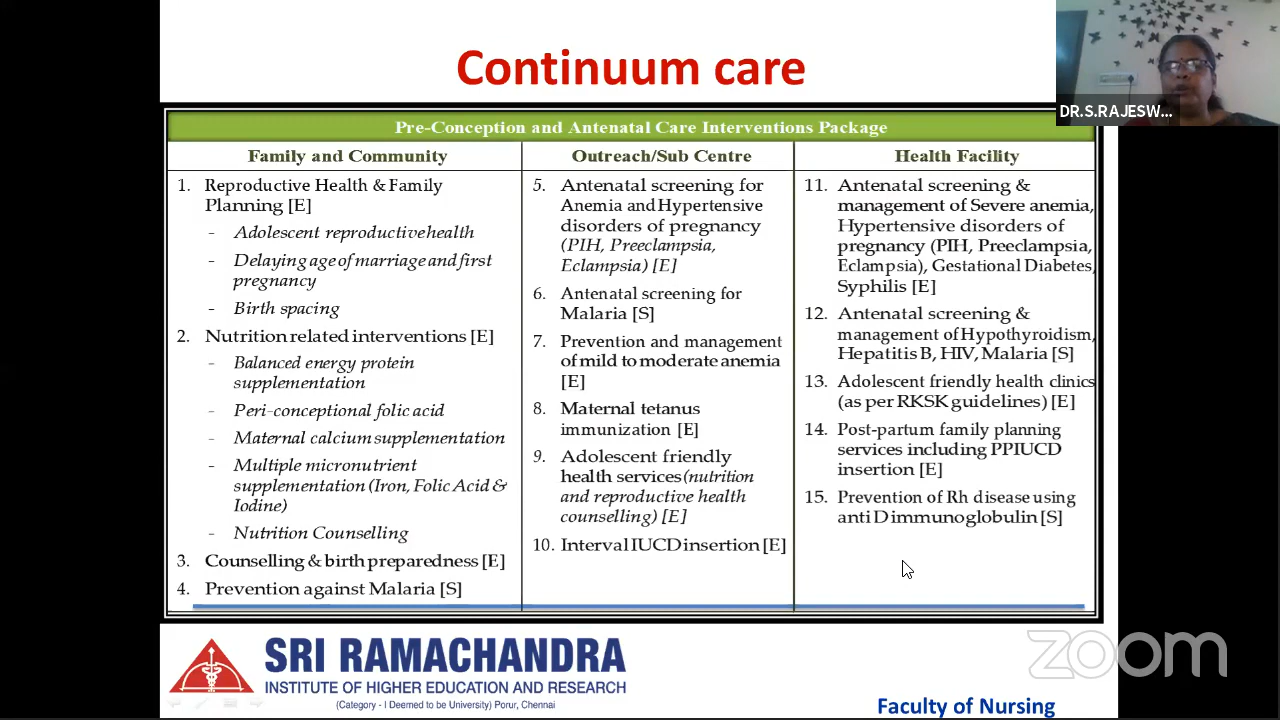 Continuum care
DR.S.RAJESW...
Pre-Conception and Antenatal Care Interventions Package
Family and Community
1. Reproductive Health & Family
Planning [E]
- Adolescent reproductive health
- Delaying age of marriage and first
pregnancy
- Birth spacing
2. Nutrition related interventions [E]
- Balanced energy protein
supplementation
- Peri-conceptional folic acid
- Maternal calcium supplementation
- Multiple micronutrient
supplementation (Iron, Folic Acid &
Iodine)
- Nutrition Counselling
3. Counselling & birth preparedness [E]
4. Prevention against Malaria [S]
Outreach/Sub Centre
5. Antenatal screening for
Anemia and Hypertensive
disorders of pregnancy
(PIH, Preeclampsia,
Eclampsia) [E]
6. Antenatal screening for
Malaria [S]
7. Prevention and management
of mild to moderate anemia
[E]
8. Maternal tetanus
immunization [E]
9. Adolescent friendly
health services (nutrition
and reproductive health
counselling) [E]
10. Interval IUCD insertion [E]
Health Facility
11. Antenatal screening &
management of Severe anemia,
Hypertensive disorders of
pregnancy (PIH, Preeclampsia,
Eclampsia), Gestational Diabetes,
Syphilis [E]
12. Antenatal screening &
management of Hypothyroidism,
Hepatitis B, HIV, Malaria [S]
13. Adolescent friendly health clinics
(as per RKSK guidelines) [E]
14. Post-partum family planning
services including PPIUCD
insertion [E]
15. Prevention of Rh disease using
anti D immunoglobulin [S]
SRI RAMACHANDRA
INSTITUTE OF HIGHER EDUCATION AND RESEARCH
(Category - I Deemed to be University) Porur, Chennai
zoom
Faculty of Nursing